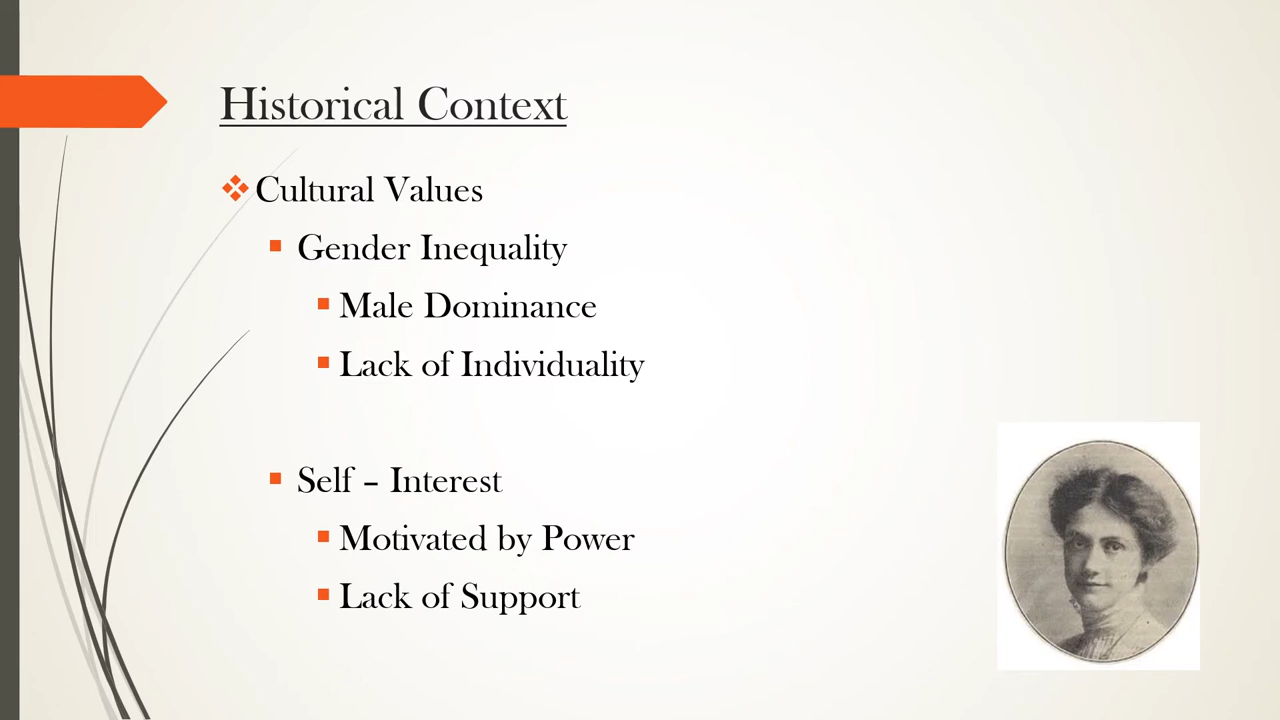 Historical Context
Cultural Values
Gender Inequality
Male Dominance
Lack of Individuality
Self – Interest
Motivated by Power
Lack of Support